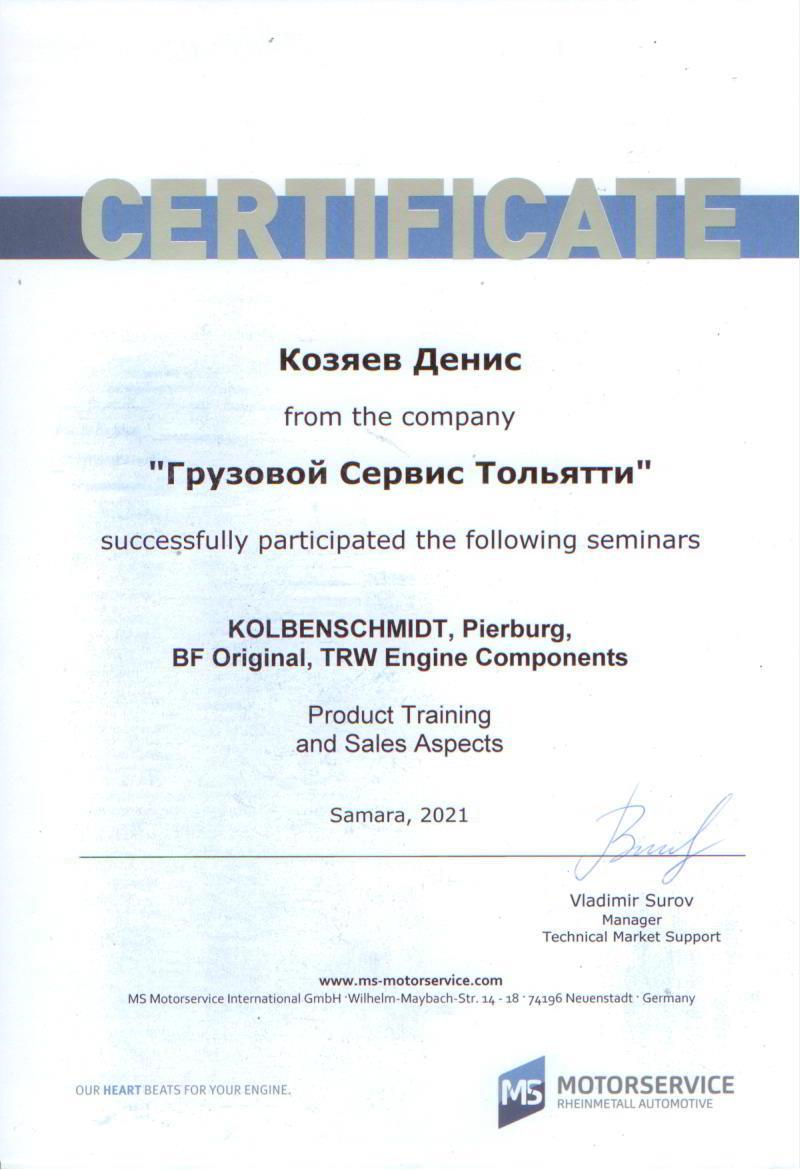 CERTIFICATE
Козяев Денис
from the company
"Грузовой Сервис Тольятти"
successfully participated the following seminars
KOLBENSCHMIDT, Pierburg,
BF Original, TRW Engine Components
Product Training
and Sales Aspects
Samara, 2021
Vladimir Surov
Manager
Technical Market Support
www.ms-motorservice.com
MS Motorservice International GmbH · Wilhelm-Maybach-Str. 14 - 18 · 74196 Neuenstadt · Germany
OUR HEART BEATS FOR YOUR ENGINE.
MS MOTORSERVICE
RHEINMETALL AUTOMOTIVE